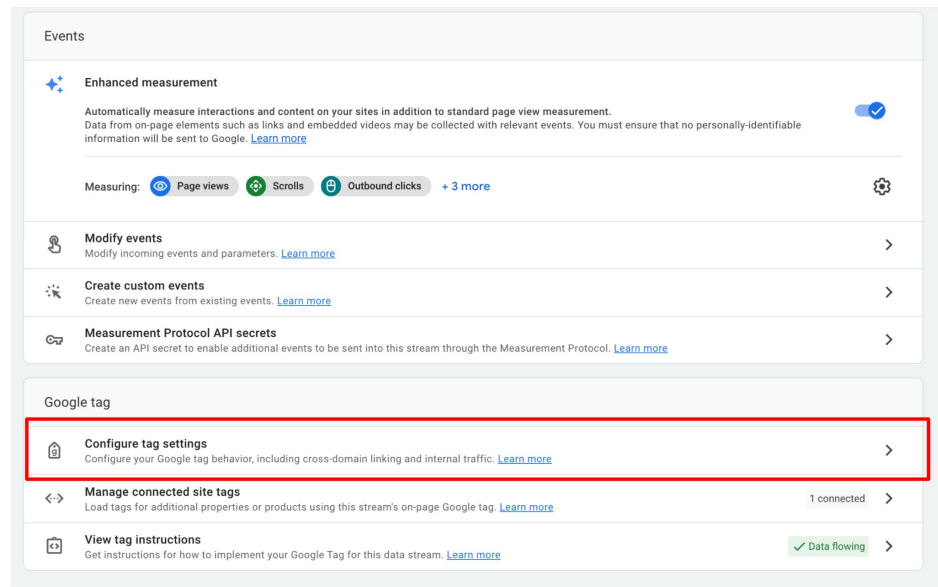 Events
Enhanced measurement
Automatically measure interactions and content on your sites in addition to standard page view measurement.
Data from on-page elements such as links and embedded videos may be collected with relevant events. You must ensure that no personally-identifiable
information will be sent to Google. Learn more
Measuring: Page views Scrolls Outbound clicks + 3 more
Modify events
Modify incoming events and parameters. Learn more
Create custom events
Create new events from existing events. Learn more
Measurement Protocol API secrets
Create an API secret to enable additional events to be sent into this stream through the Measurement Protocol. Learn more
Google tag
Configure tag settings
Configure your Google tag behavior, including cross-domain linking and internal traffic. Learn more
Manage connected site tags
Load tags for additional properties or products using this stream's on-page Google tag. Learn more
1 connected
View tag instructions
Get instructions for how to implement your Google Tag for this data stream. Learn more
Data flowing